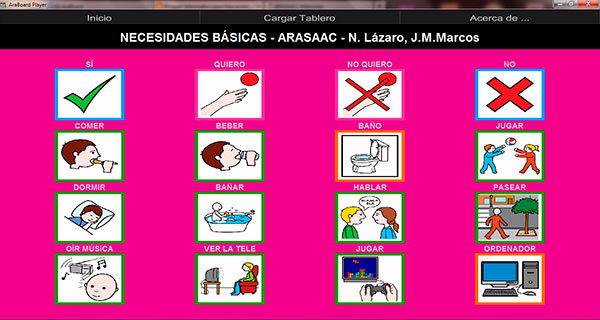 AraBoard Player
Inicio Cargar Tablero Acerca de ...
NECESIDADES BÁSICAS - ARASAAC - N. Lázaro, J.M.Marcos
SÍ QUIERO NO QUIERO NO
COMER BEBER BAÑO JUGAR
DORMIR BAÑAR HABLAR PASEAR
OÍR MÚSICA VER LA TELE JUGAR ORDENADOR